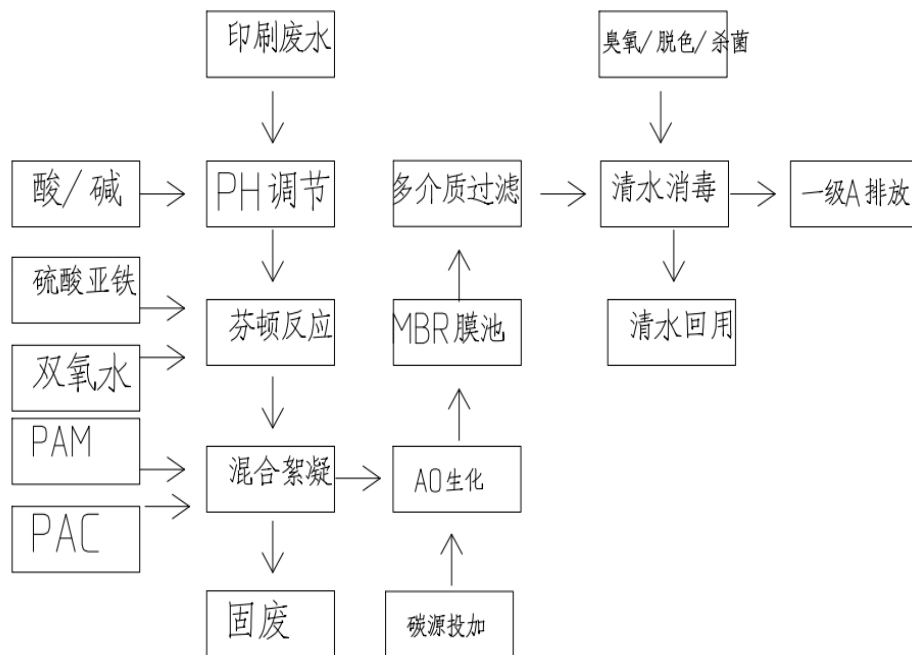 印刷废水
臭氧/脱色/杀菌
酸/碱
PH调节
多介质过滤
清水消毒
一级A排放
硫酸亚铁
芬顿反应
MBR膜池
清水回用
双氧水
PAM
混合絮凝
AO生化
PAC
固废
碳源投加